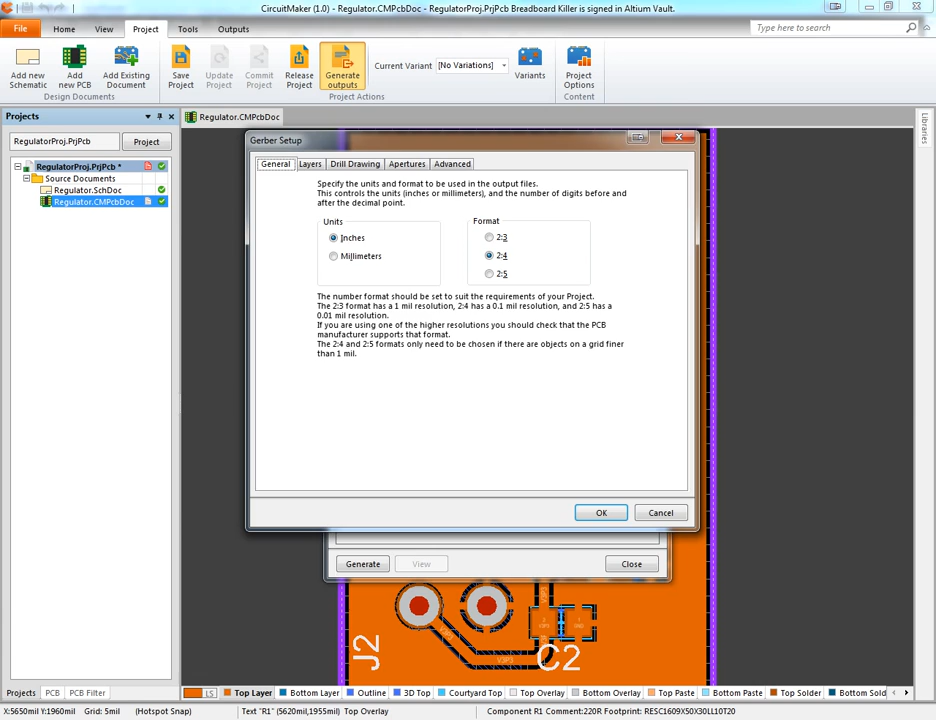 CircuitMaker (1.0) - Regulator.CMPcbDoc - RegulatorProj.PrjPcb Breadboard Killer is signed in Altium Vault.
File Home View Project Tools Outputs
Type here to search
Add new Schematic
Add new PCB
Add Existing Document
Save Project
Update Project
Commit Project
Release Project
Generate outputs
Current Variant [No Variations]
Variants
Project Options
Design Documents
Project Actions
Content
Projects
Regulator.CMPcbDoc
Libraries
RegulatorProj.PrjPcb
Project
RegulatorProj.PrjPcb *
Source Documents
Regulator.SchDoc
Regulator.CMPcbDoc
Gerber Setup
General Layers Drill Drawing Apertures Advanced
Specify the units and format to be used in the output files.
This controls the units (inches or millimeters), and the number of digits before and
after the decimal point.
Units
Inches
Millimeters
Format
2:3
2:4
2:5
The number format should be set to suit the requirements of your Project.
The 2:3 format has a 1 mil resolution, 2:4 has a 0.1 mil resolution, and 2:5 has a
0.01 mil resolution.
If you are using one of the higher resolutions you should check that the PCB
manufacturer supports that format.
The 2:4 and 2:5 formats only need to be chosen if there are objects on a grid finer
than 1 mil.
OK Cancel
Generate View Close
J2
C2
V3P3
GND
Projects PCB PCB Filter
LS Top Layer Bottom Layer Outline 3D Top Courtyard Top Top Overlay Bottom Overlay Top Paste Bottom Paste Top Solder Bottom Sold
X:5650mil Y:1960mil Grid: 5mil (Hotspot Snap) Text "R1" (5620mil,1955mil) Top Overlay Component R1 Comment:220R Footprint: RESC1609X50X30LL10T20